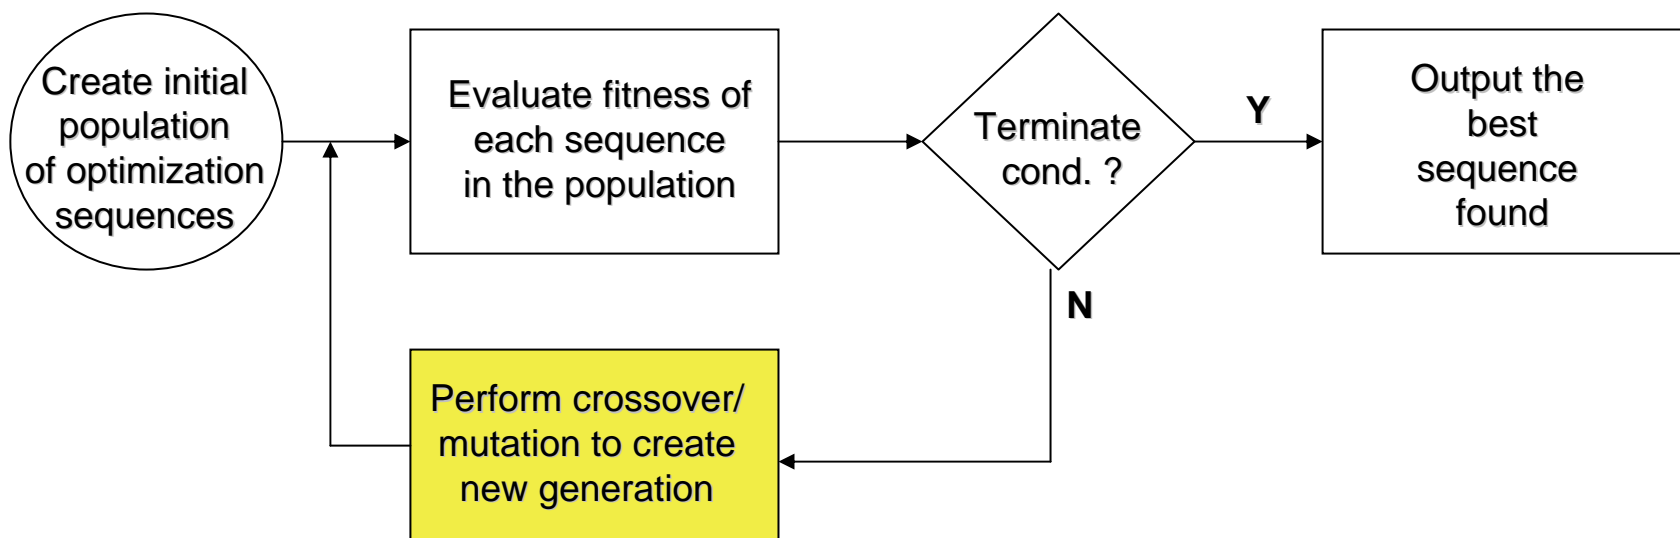 Create initial
population
of optimization
sequences
Evaluate fitness of
each sequence
in the population
Terminate
cond. ?
Y
Output the
best
sequence
found
N
Perform crossover/
mutation to create
new generation